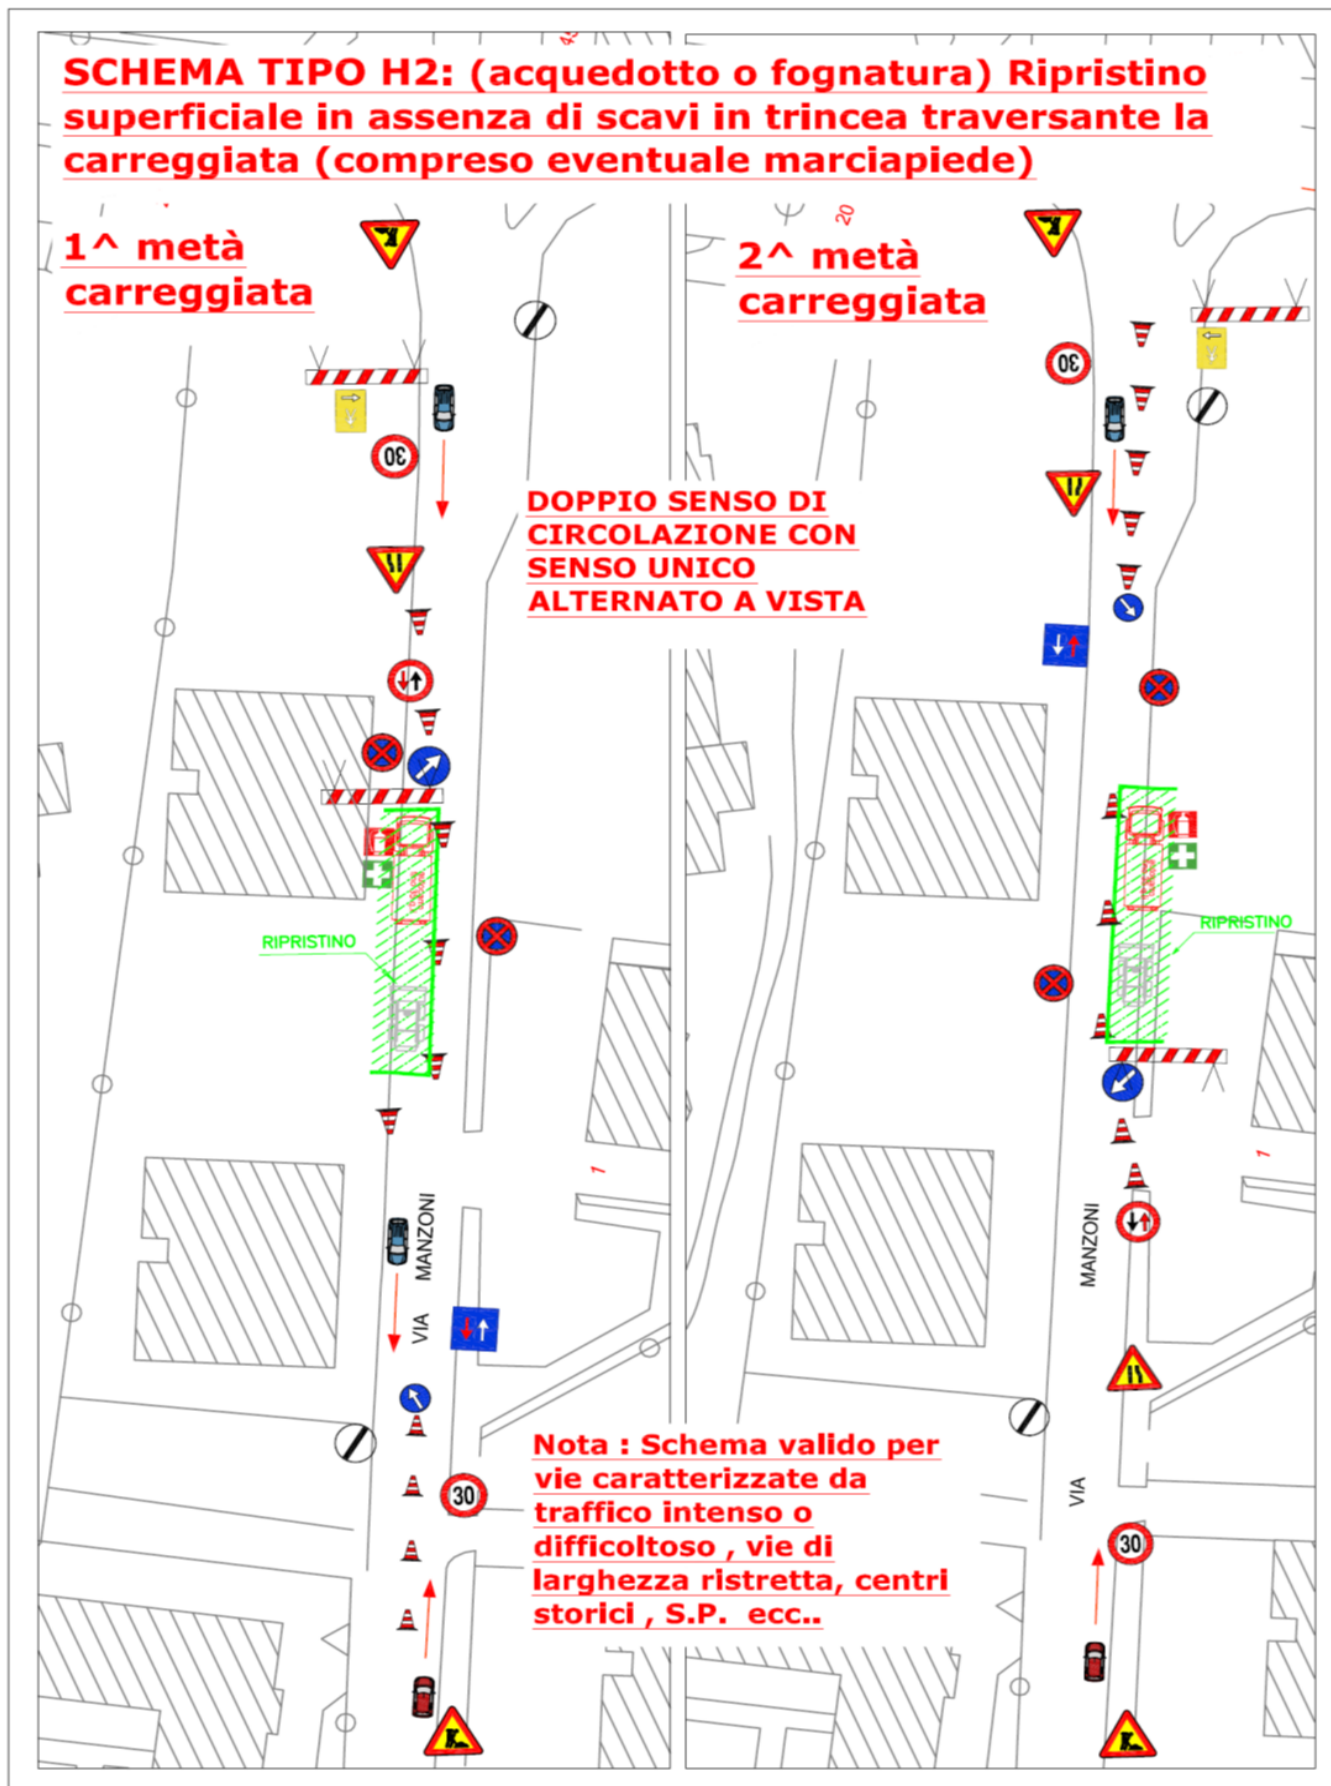 SCHEMA TIPO H2: (acquedotto o fognatura) Ripristino
superficiale in assenza di scavi in trincea traversante la
carreggiata (compreso eventuale marciapiede)
1^ metà
carreggiata
20
2^ metà
carreggiata
30
30
DOPPIO SENSO DI
CIRCOLAZIONE CON
SENSO UNICO
ALTERNATO A VISTA
RIPRISTINO
RIPRISTINO
1
1
VIA MANZONI
VIA MANZONI
30
30
Nota : Schema valido per
vie caratterizzate da
traffico intenso o
difficoltoso , vie di
larghezza ristretta, centri
storici , S.P. ecc..